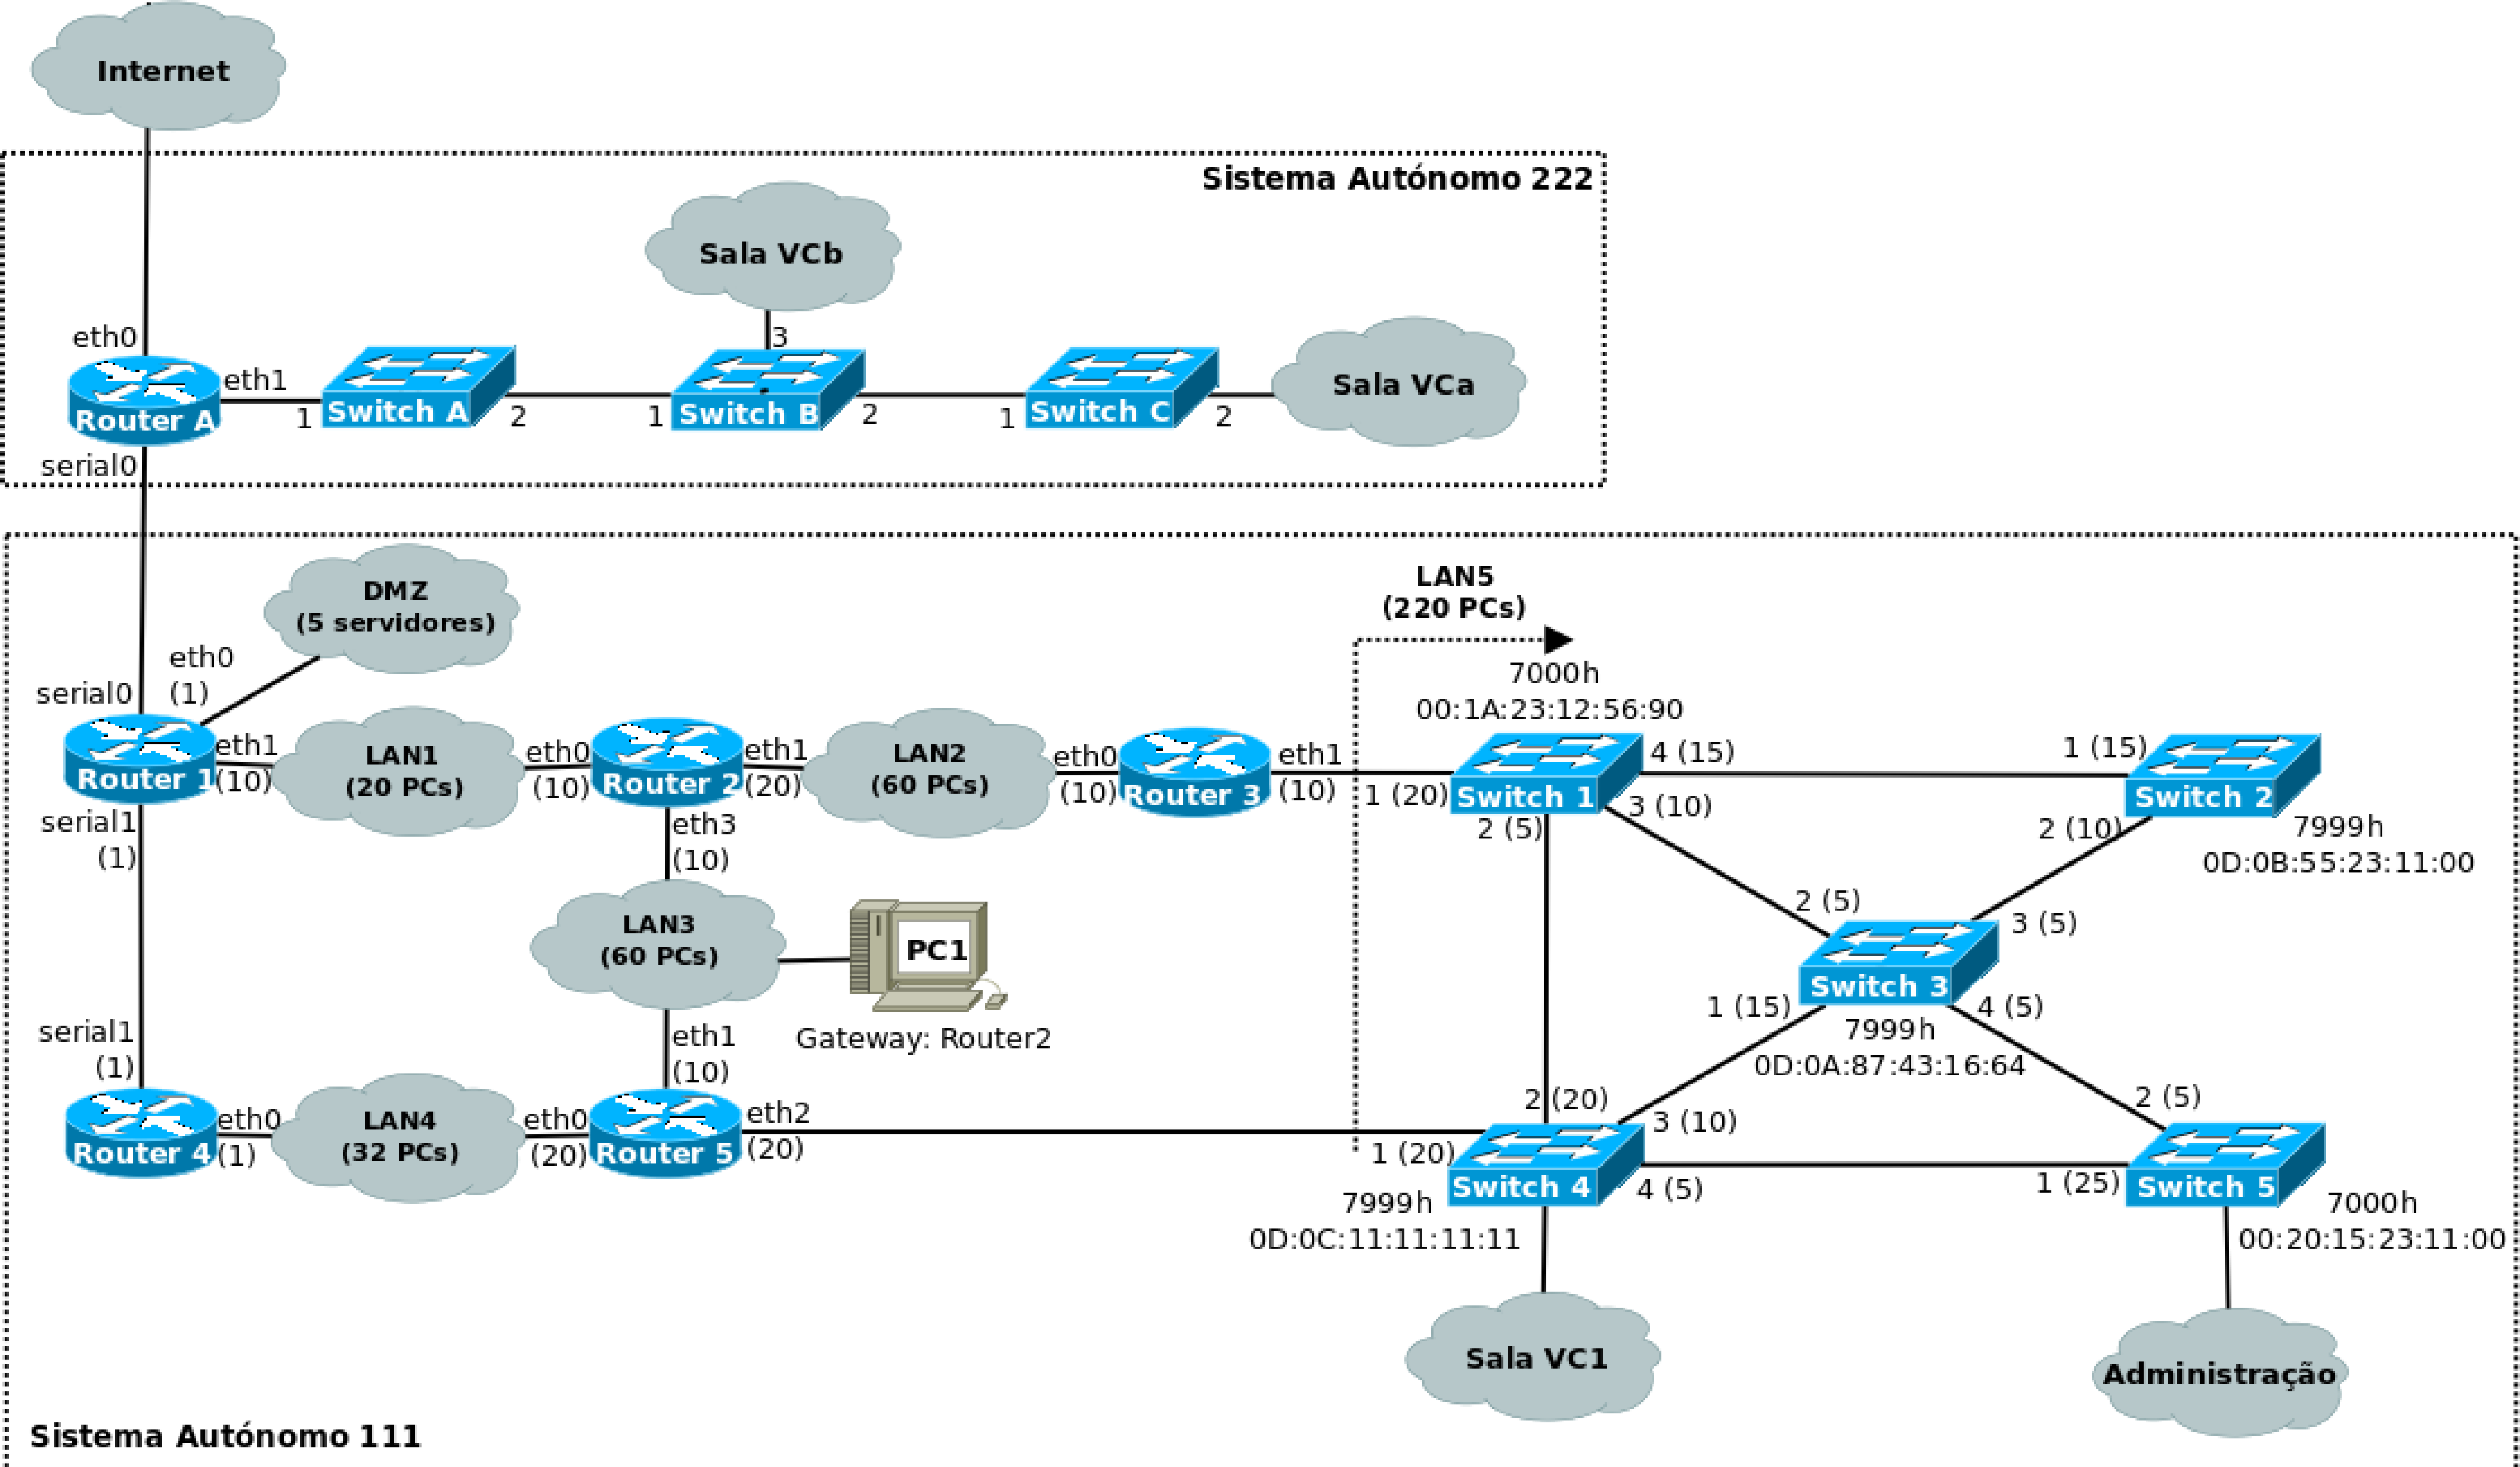 Internet
Sistema Autónomo 222
Sala VCb
3
eth0
eth1
Router A
1
Switch A
2
1
Switch B
2
1
Switch C
2
Sala VCa
serial0
DMZ
(5 servidores)
LAN5
(220 PCs)
eth0
(1)
serial0
7000h
00:1A:23:12:56:90
Router 1
eth1
(10)
LAN1
(20 PCs)
eth0
(10)
Router 2
eth1
(20)
LAN2
(60 PCs)
eth0
(10)
Router 3
eth1
(10)
1 (20)
Switch 1
4 (15)
3 (10)
2 (5)
1 (15)
Switch 2
2 (10)
7999h
0D:0B:55:23:11:00
serial1
(1)
eth3
(10)
LAN3
(60 PCs)
PC1
Gateway: Router2
2 (5)
3 (5)
Switch 3
1 (15)
4 (5)
7999h
0D:0A:87:43:16:64
serial1
(1)
eth1
(10)
Router 4
eth0
(1)
LAN4
(32 PCs)
eth0
(20)
Router 5
eth2
(20)
2 (20)
3 (10)
1 (20)
Switch 4
4 (5)
2 (5)
1 (25)
Switch 5
7999h
0D:0C:11:11:11:11
7000h
00:20:15:23:11:00
Sala VC1
Administração
Sistema Autónomo 111